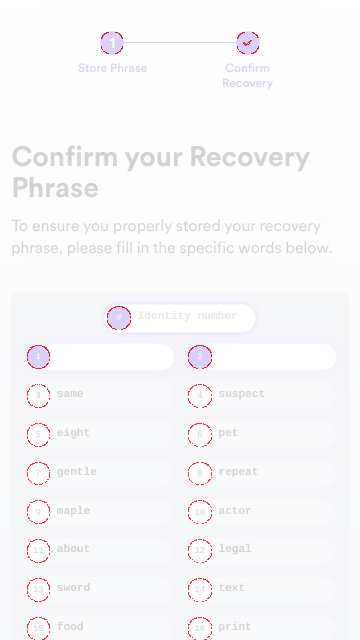 1
Store Phrase
Confirm
Recovery
Confirm your Recovery
Phrase
To ensure you properly stored your recovery
phrase, please fill in the specific words below.
# Identity number
1 2
3 same 4 suspect
5 eight 6 pet
7 gentle 8 repeat
9 maple 10 actor
11 about 12 legal
13 sword 14 text
15 food 16 print